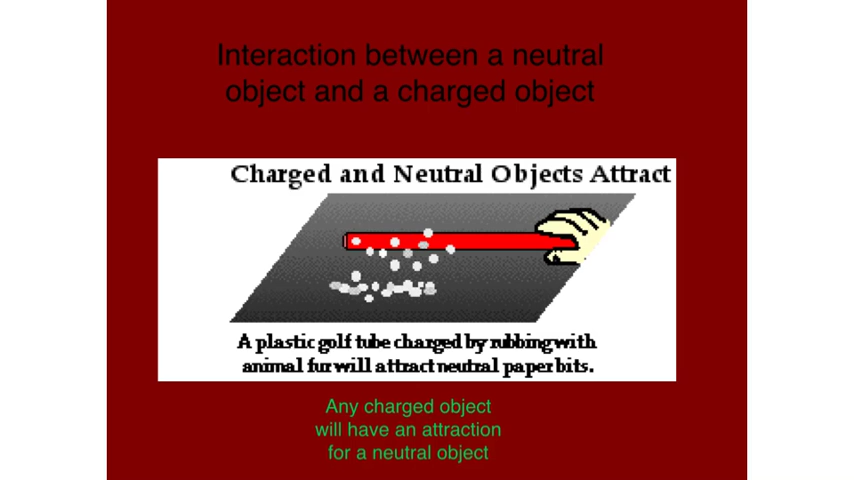 Interaction between a neutral
object and a charged object
Charged and Neutral Objects Attract
A plastic golf tube charged by rubbing with
animal fur will attract neutral paper bits.
Any charged object
will have an attraction
for a neutral object